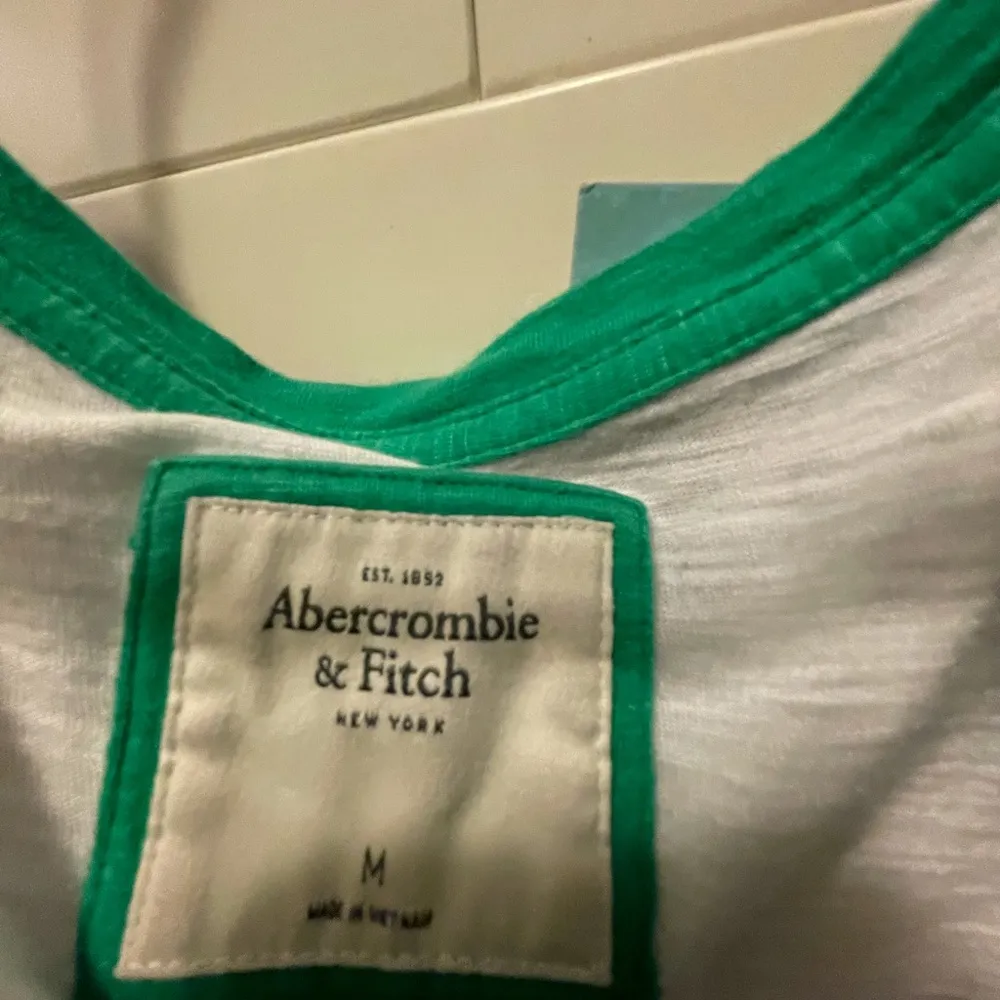 EST. 1892
Abercrombie
& Fitch
NEW YORK
M
MADE IN VIETNAM